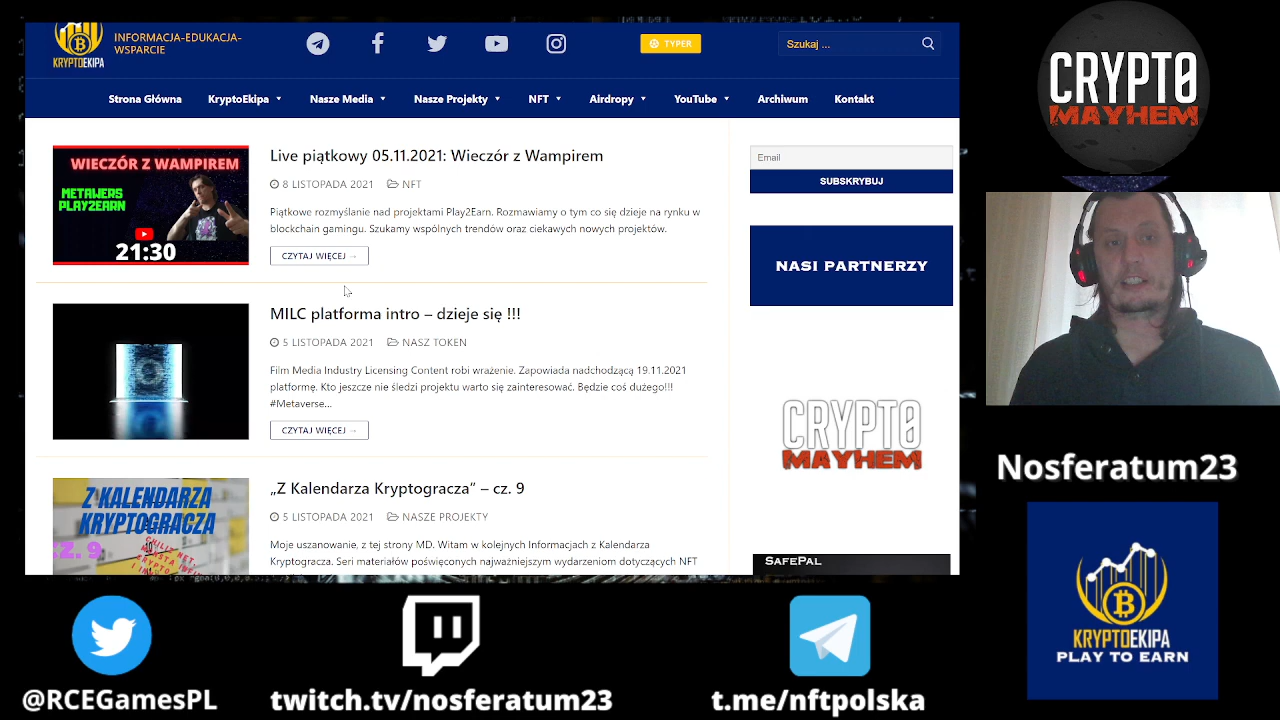 KRYPTOEKIPA
INFORMACJA-EDUKACJA-
WSPARCIE
TYPER
Szukaj ...
Strona Główna
KryptoEkipa
Nasze Media
Nasze Projekty
NFT
Airdropy
YouTube
Archiwum
Kontakt
WIECZÓR Z WAMPIREM
METAWERS
PLAY2EARN
21:30
Live piątkowy 05.11.2021: Wieczór z Wampirem
8 LISTOPADA 2021
NFT
Piątkowe rozmyślanie nad projektami Play2Earn. Rozmawiamy o tym co się dzieje na rynku w
blockchain gamingu. Szukamy wspólnych trendów oraz ciekawych nowych projektów.
CZYTAJ WIĘCEJ →
MILC platforma intro – dzieje się !!!
5 LISTOPADA 2021
NASZ TOKEN
Film Media Industry Licensing Content robi wrażenie. Zapowiada nadchodzącą 19.11.2021
platformę. Kto jeszcze nie śledzi projektu warto się zainteresować. Będzie coś dużego!!!
#Metaverse...
CZYTAJ WIĘCEJ →
Z KALENDARZA
KRYPTOGRACZA
CZ. 9
„Z Kalendarza Kryptogracza” – cz. 9
5 LISTOPADA 2021
NASZE PROJEKTY
Moje uszanowanie, z tej strony MD. Witam w kolejnych Informacjach z Kalendarza
Kryptogracza. Seri materiałów poświęconych najważniejszym wydarzeniom dotyczących NFT
Email
SUBSKRYBUJ
NASI PARTNERZY
CRYPTO
MAYHEM
SAFEPAL
CRYPTO
MAYHEM
Nosferatum23
KRYPTOEKIPA
PLAY TO EARN
@RCEGamesPL
twitch.tv/nosferatum23
t.me/nftpolska